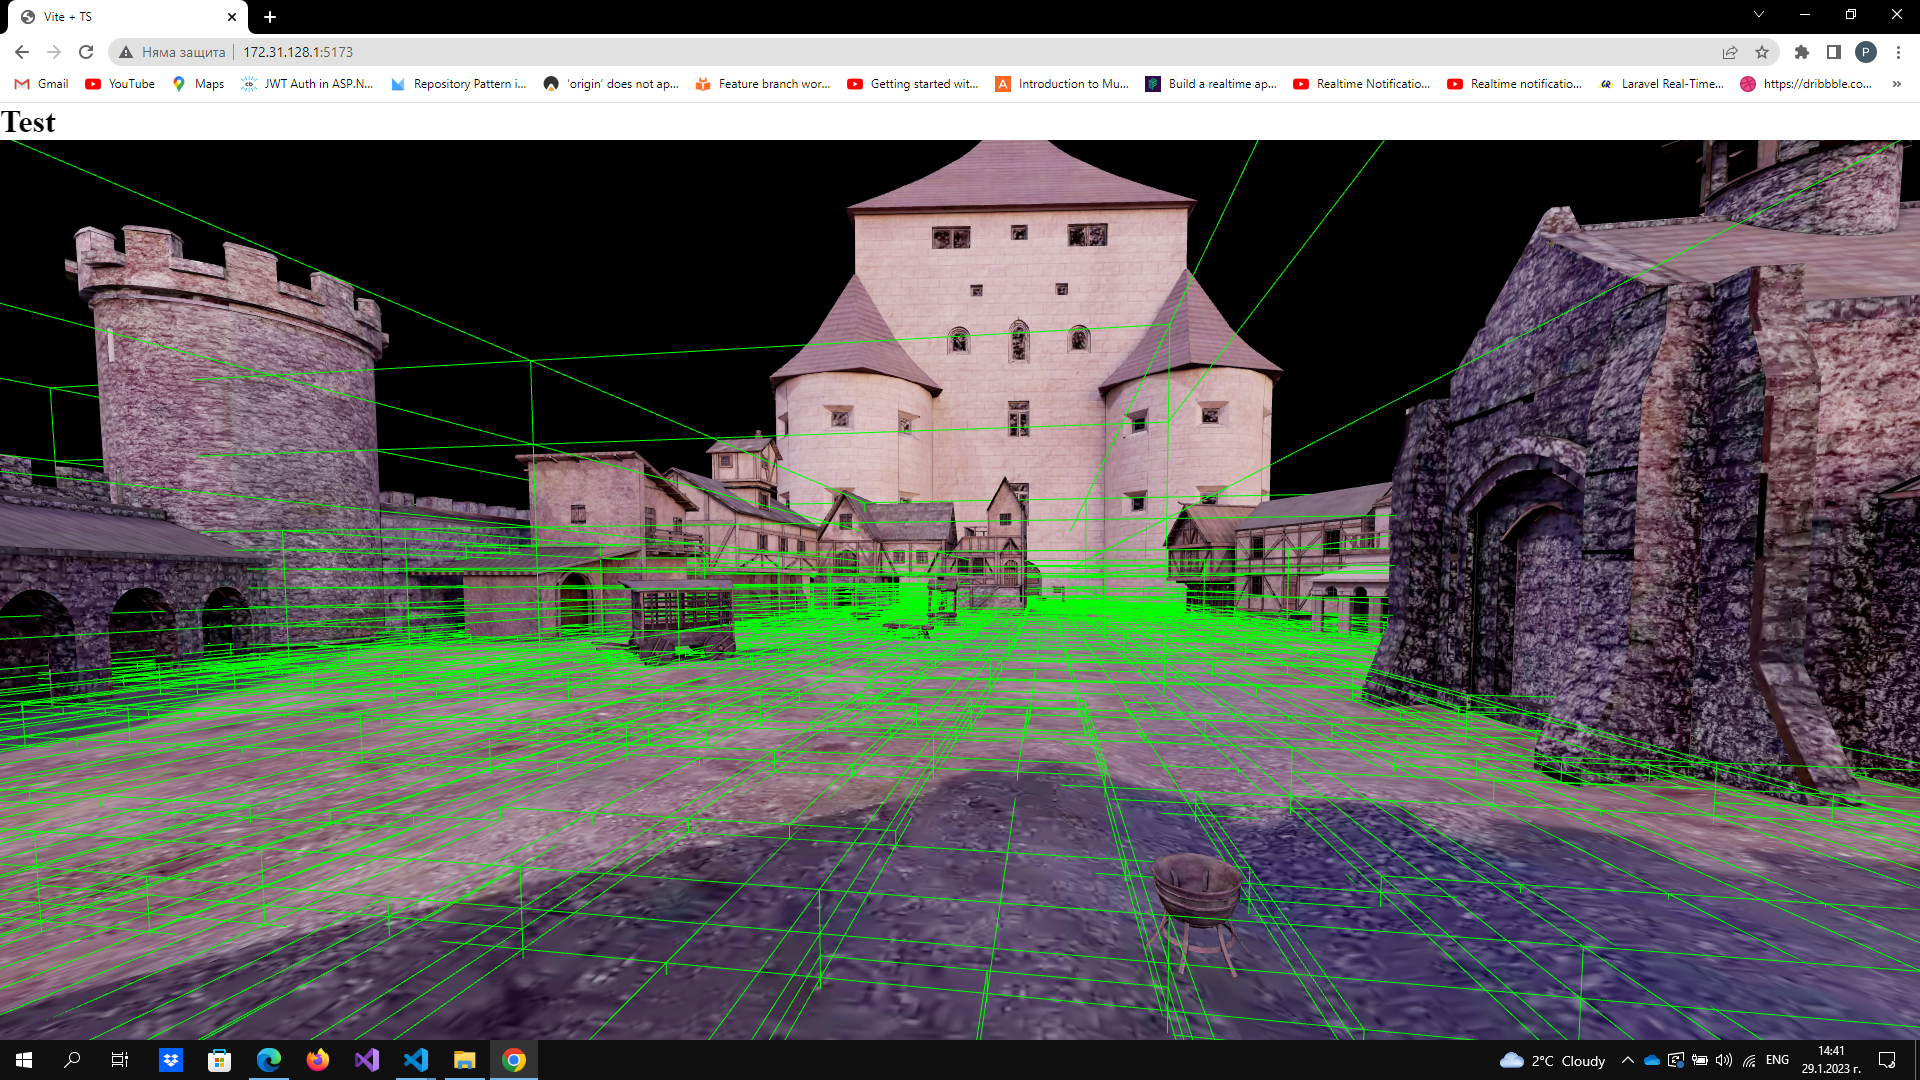 Vite + TS
Няма защита
172.31.128.1:5173
P
Gmail
YouTube
Maps
JWT Auth in ASP.N...
Repository Pattern i...
'origin' does not ap...
Feature branch wor...
Getting started wit...
Introduction to Mu...
Build a realtime ap...
Realtime Notificatio...
Realtime notificatio...
Laravel Real-Time...
https://dribbble.co...
Test
2°C Cloudy
ENG
14:41
29.1.2023 г.